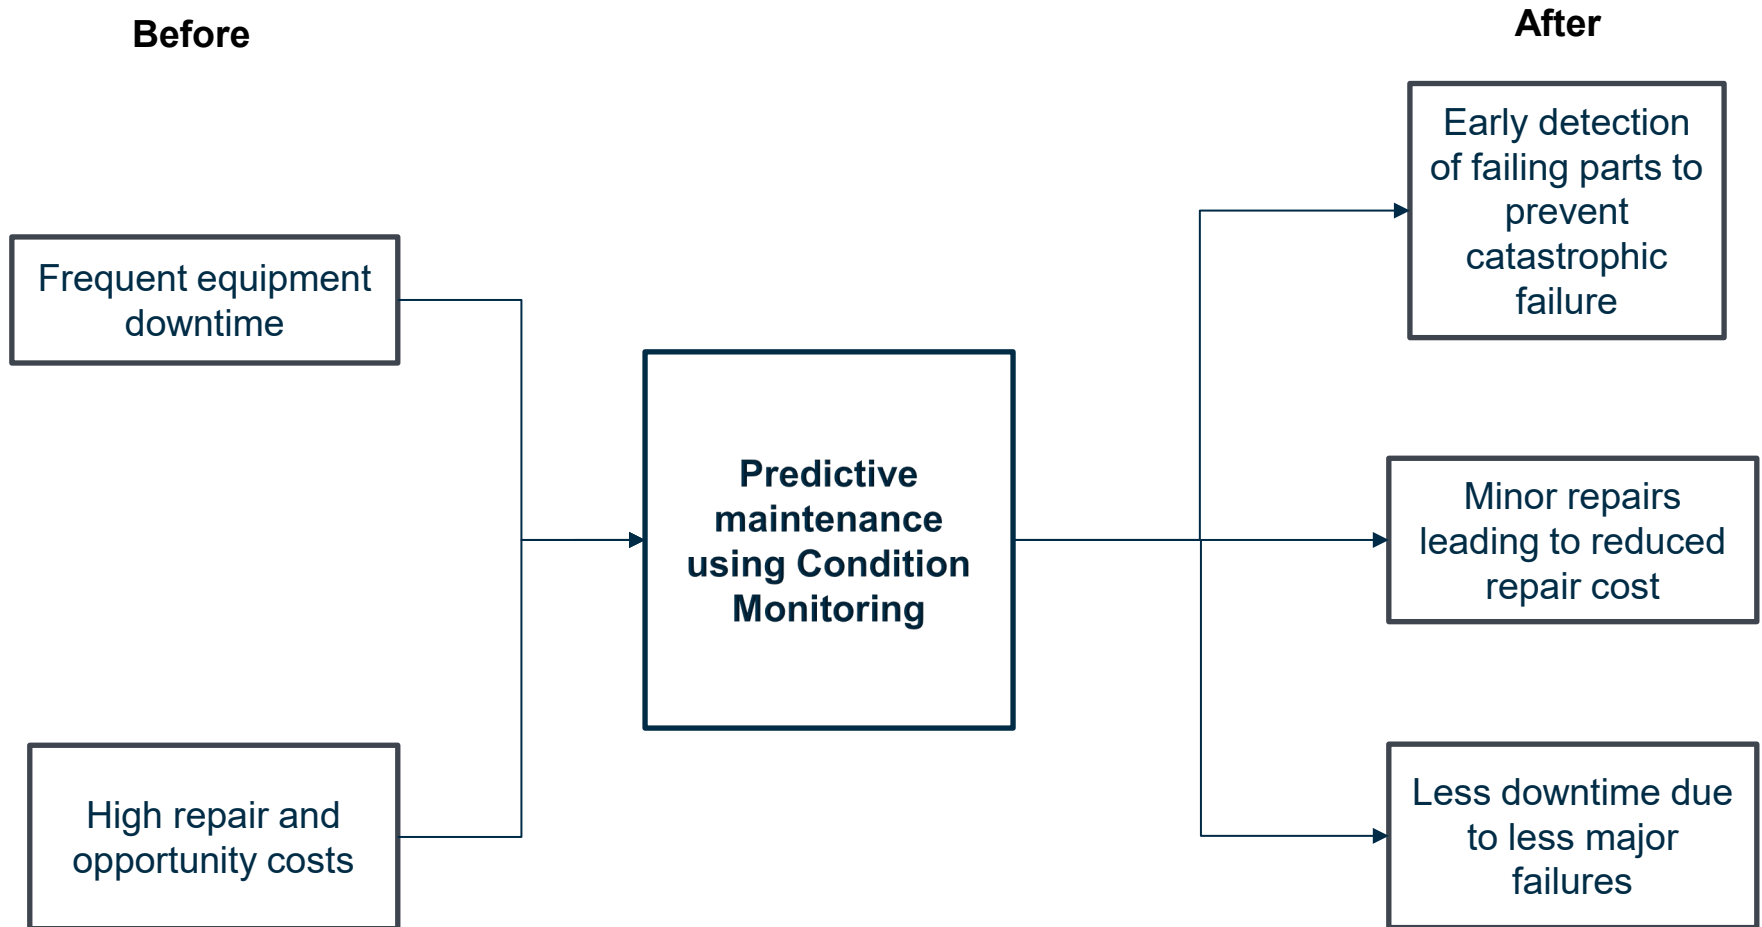 Before
After
Frequent equipment
downtime
High repair and
opportunity costs
Predictive
maintenance
using Condition
Monitoring
Early detection
of failing parts to
prevent
catastrophic
failure
Minor repairs
leading to reduced
repair cost
Less downtime due
to less major
failures